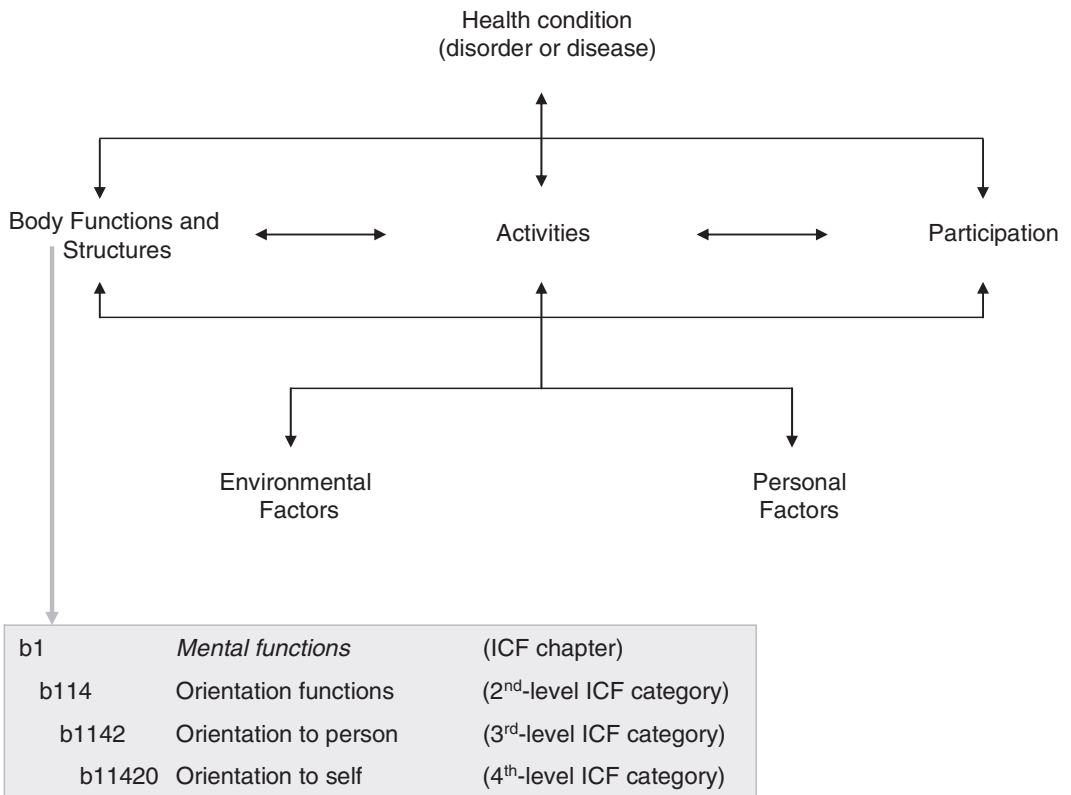 Health condition
(disorder or disease)
Body Functions and
Structures
Activities
Participation
Environmental
Factors
Personal
Factors
b1 Mental functions (ICF chapter)
b114 Orientation functions (2nd-level ICF category)
b1142 Orientation to person (3rd-level ICF category)
b11420 Orientation to self (4th-level ICF category)